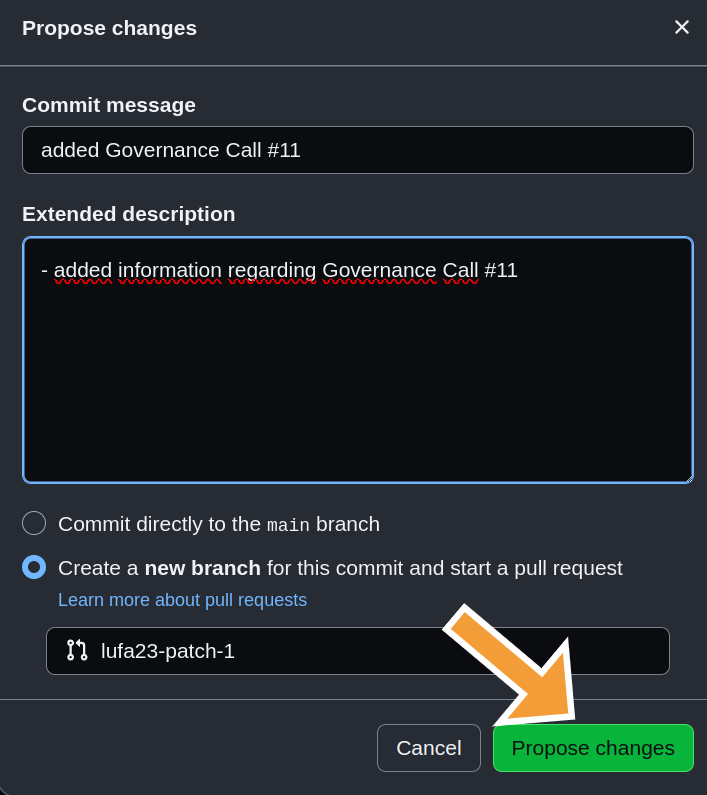 Propose changes
Commit message
added Governance Call #11
Extended description
- added information regarding Governance Call #11
Commit directly to the main branch
Create a new branch for this commit and start a pull request
Learn more about pull requests
lufa23-patch-1
Cancel
Propose changes